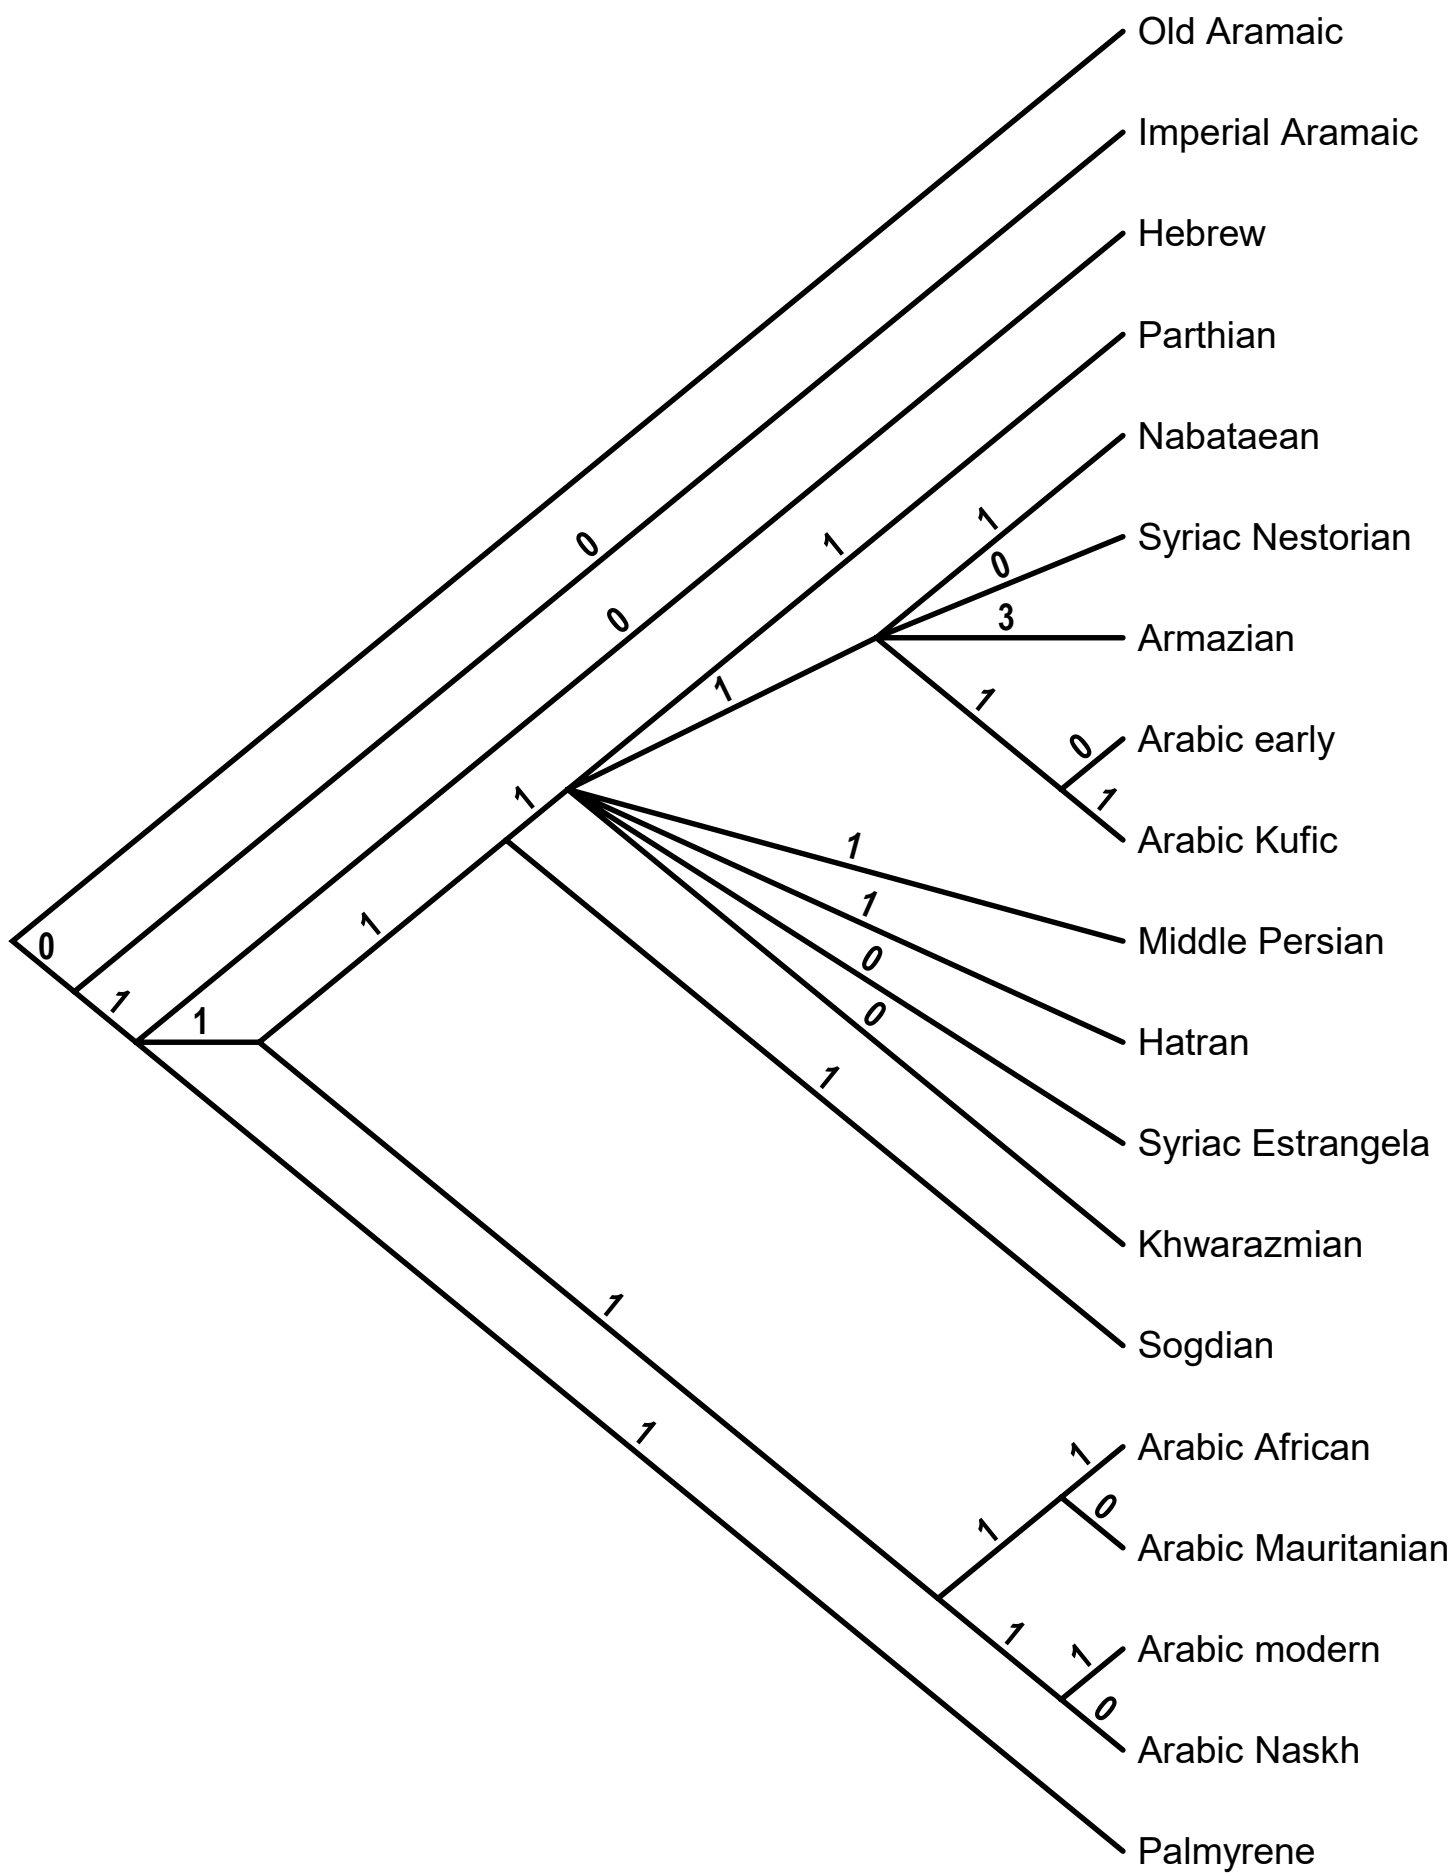 Old Aramaic
Imperial Aramaic
Hebrew
Parthian
Nabataean
1
Syriac Nestorian
0
0
1
0
3
Armazian
1
1
Arabic early
0
1
1
Arabic Kufic
1
1
1
0
Middle Persian
0
1
0
1
Hatran
1
Syriac Estrangela
Khwarazmian
1
Sogdian
1
Arabic African
1
0
1
Arabic Mauritanian
1
Arabic modern
1
0
Arabic Naskh
Palmyrene